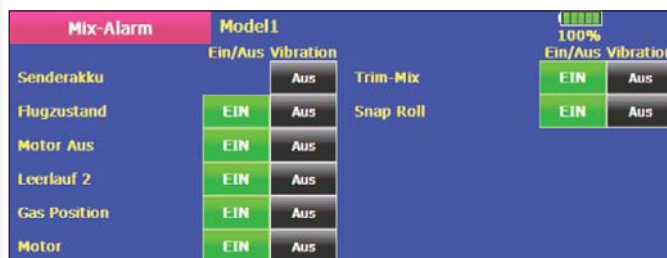 Mix-Alarm Model1 100%
Ein/Aus Vibration Ein/Aus Vibration
Senderakku Aus Trim-Mix EIN Aus
Flugzustand EIN Aus Snap Roll EIN Aus
Motor Aus EIN Aus
Leerlauf 2 EIN Aus
Gas Position EIN Aus
Motor EIN Aus